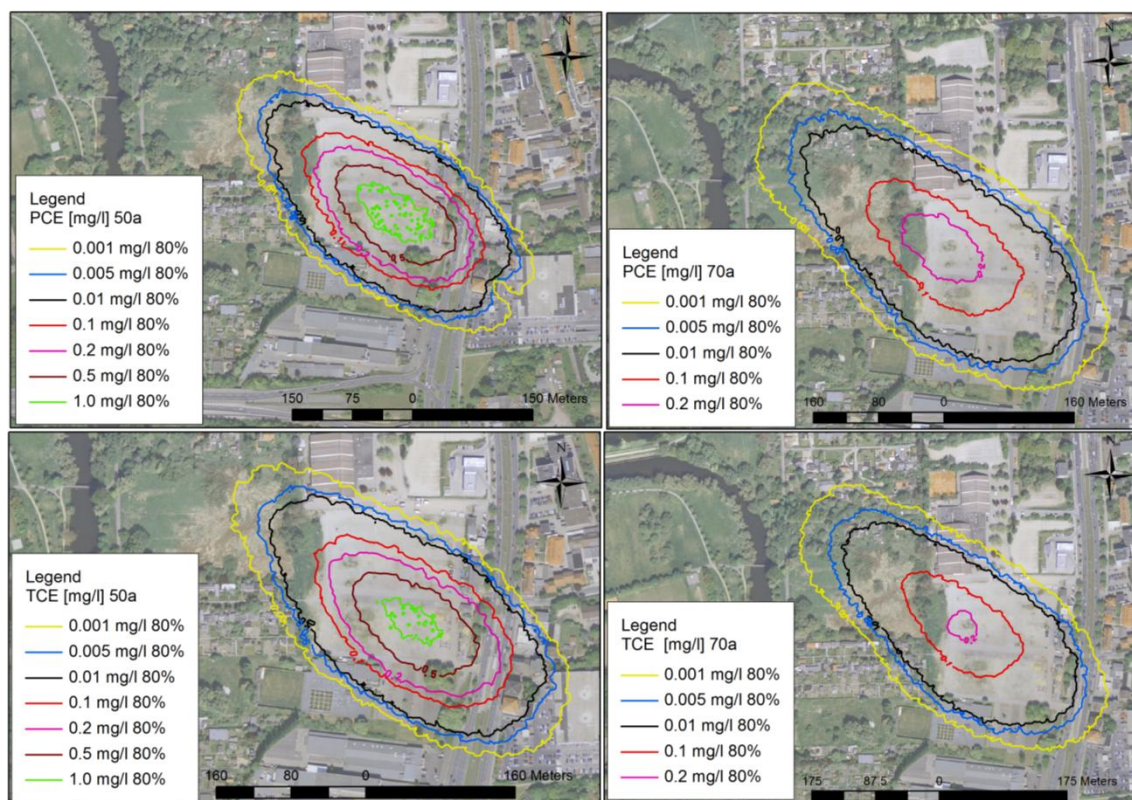 N
Legend
PCE [mg/l] 50a
0.001 mg/l 80%
0.005 mg/l 80%
0.01 mg/l 80%
0.1 mg/l 80%
0.2 mg/l 80%
0.5 mg/l 80%
1.0 mg/l 80%
0.5
150 75 0 150 Meters
N
Legend
PCE [mg/l] 70a
0.001 mg/l 80%
0.005 mg/l 80%
0.01 mg/l 80%
0.1 mg/l 80%
0.2 mg/l 80%
160 80 0 160 Meters
N
Legend
TCE [mg/l] 50a
0.001 mg/l 80%
0.005 mg/l 80%
0.01 mg/l 80%
0.1 mg/l 80%
0.2 mg/l 80%
0.5 mg/l 80%
1.0 mg/l 80%
0.2
0.5
160 80 0 160 Meters
N
Legend
TCE [mg/l] 70a
0.001 mg/l 80%
0.005 mg/l 80%
0.01 mg/l 80%
0.1 mg/l 80%
0.2 mg/l 80%
175 87.5 0 175 Meters